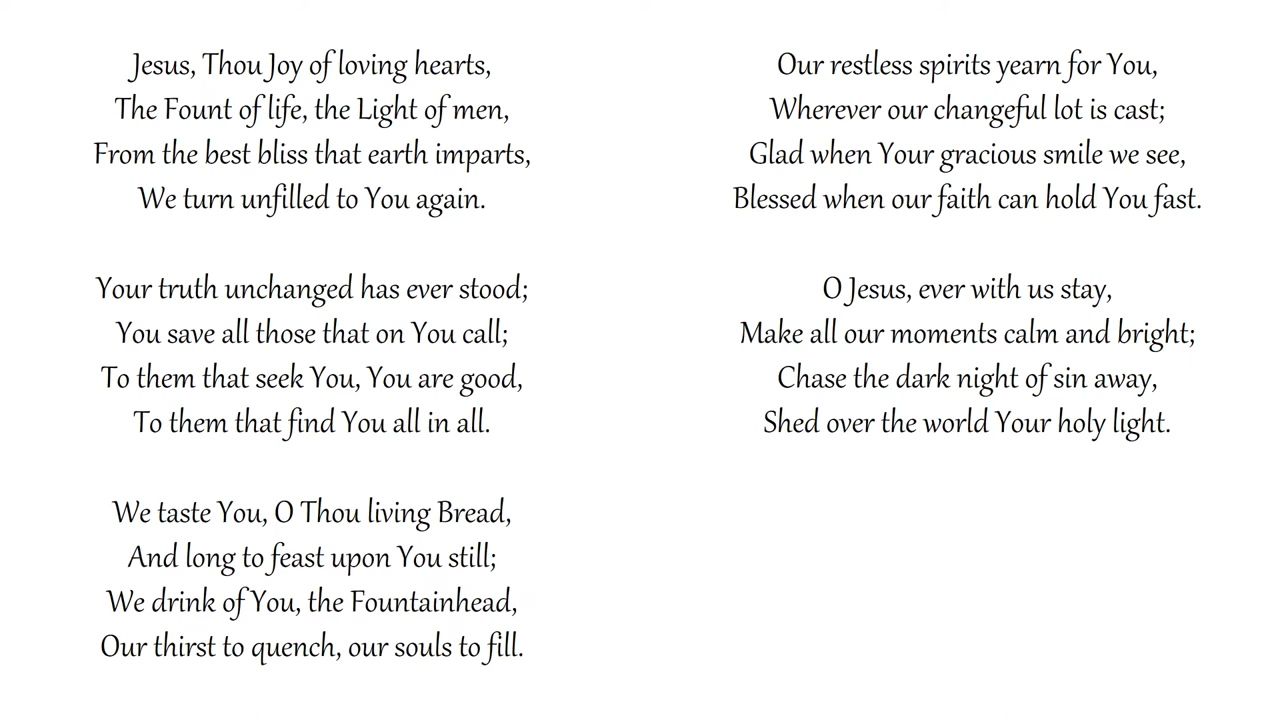 Jesus, Thou Joy of loving hearts,
The Fount of life, the Light of men,
From the best bliss that earth imparts,
We turn unfilled to You again.
Your truth unchanged has ever stood;
You save all those that on You call;
To them that seek You, You are good,
To them that find You all in all.
We taste You, O Thou living Bread,
And long to feast upon You still;
We drink of You, the Fountainhead,
Our thirst to quench, our souls to fill.
Our restless spirits yearn for You,
Wherever our changeful lot is cast;
Glad when Your gracious smile we see,
Blessed when our faith can hold You fast.
O Jesus, ever with us stay,
Make all our moments calm and bright;
Chase the dark night of sin away,
Shed over the world Your holy light.